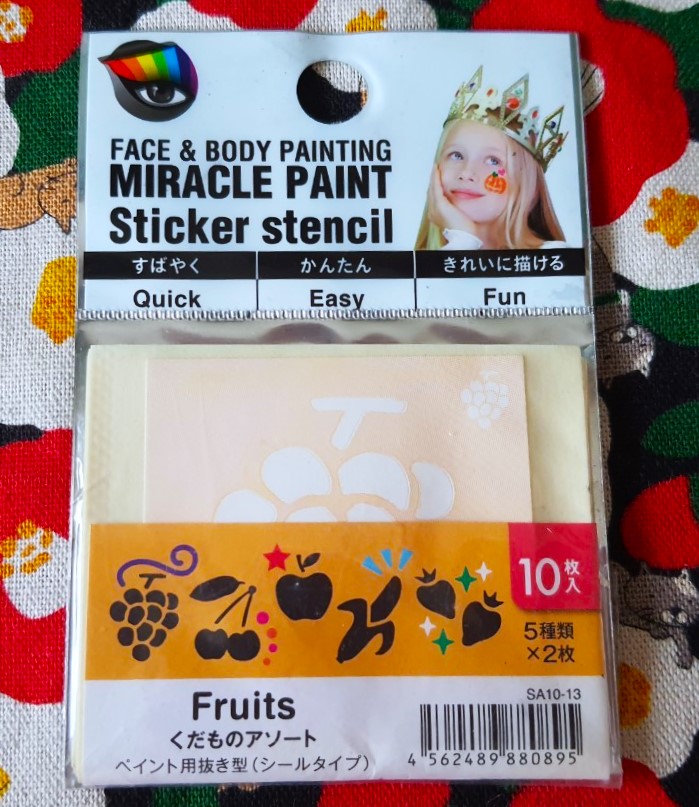 FACE & BODY PAINTING
MIRACLE PAINT
Sticker stencil
すばやく
かんたん
きれいに描ける
Quick
Easy
Fun
10枚入
5種類
×2枚
SA10-13
Fruits
くだものアソート
ペイント用抜き型(シールタイプ)
4 562489 880895